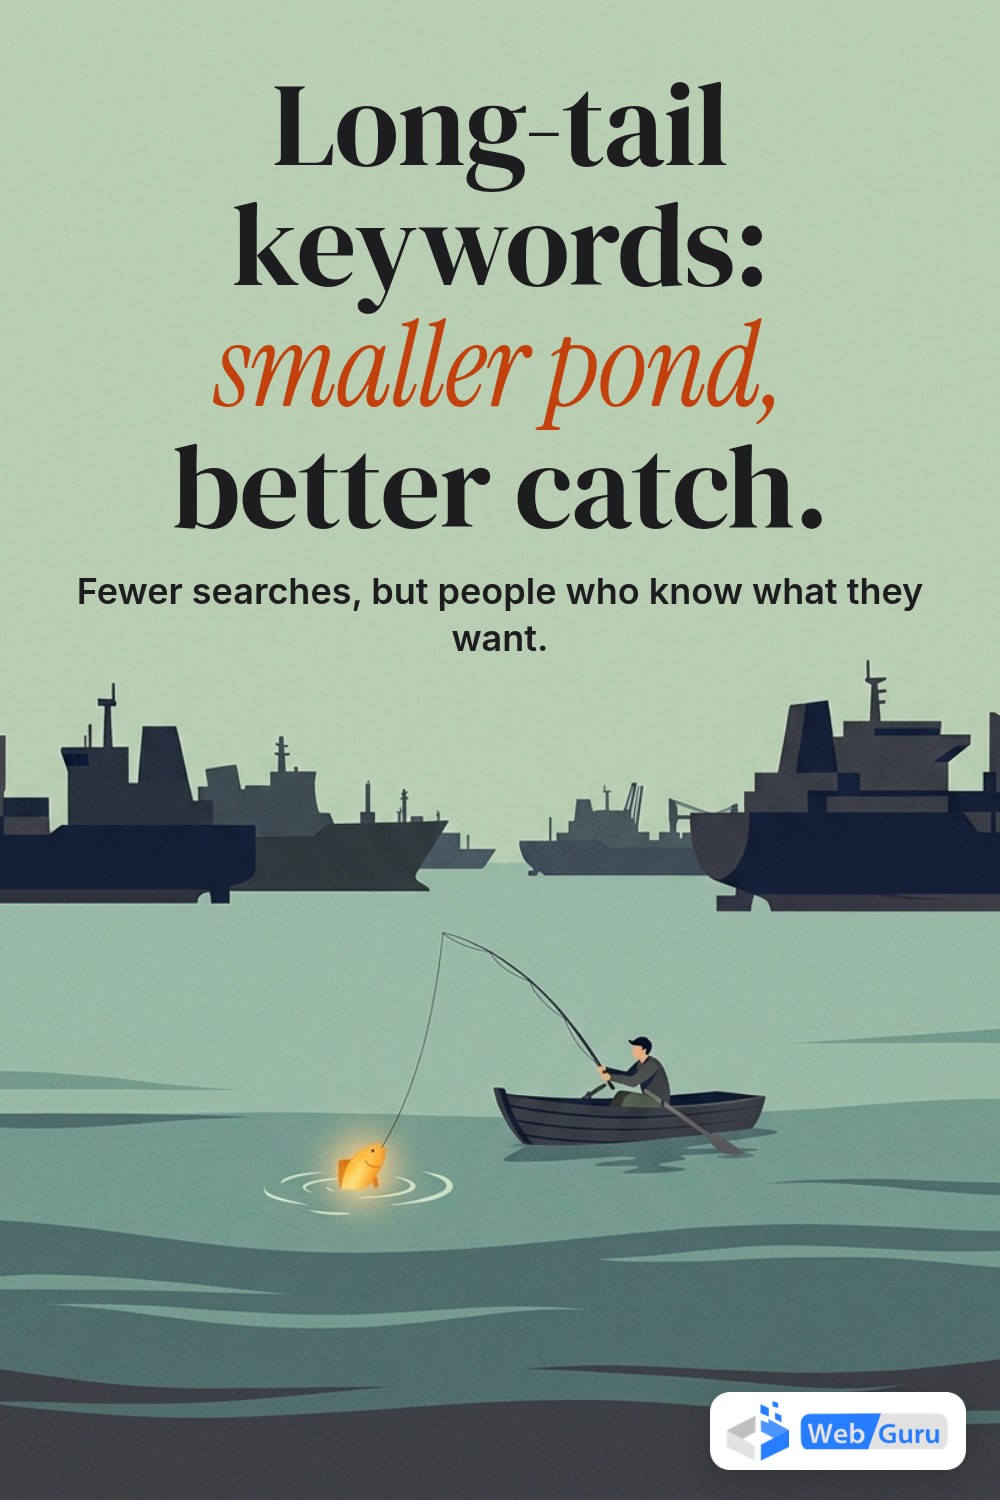 Long-tail
keywords:
smaller pond,
better catch.
Fewer searches, but people who know what they
want.
Web Guru